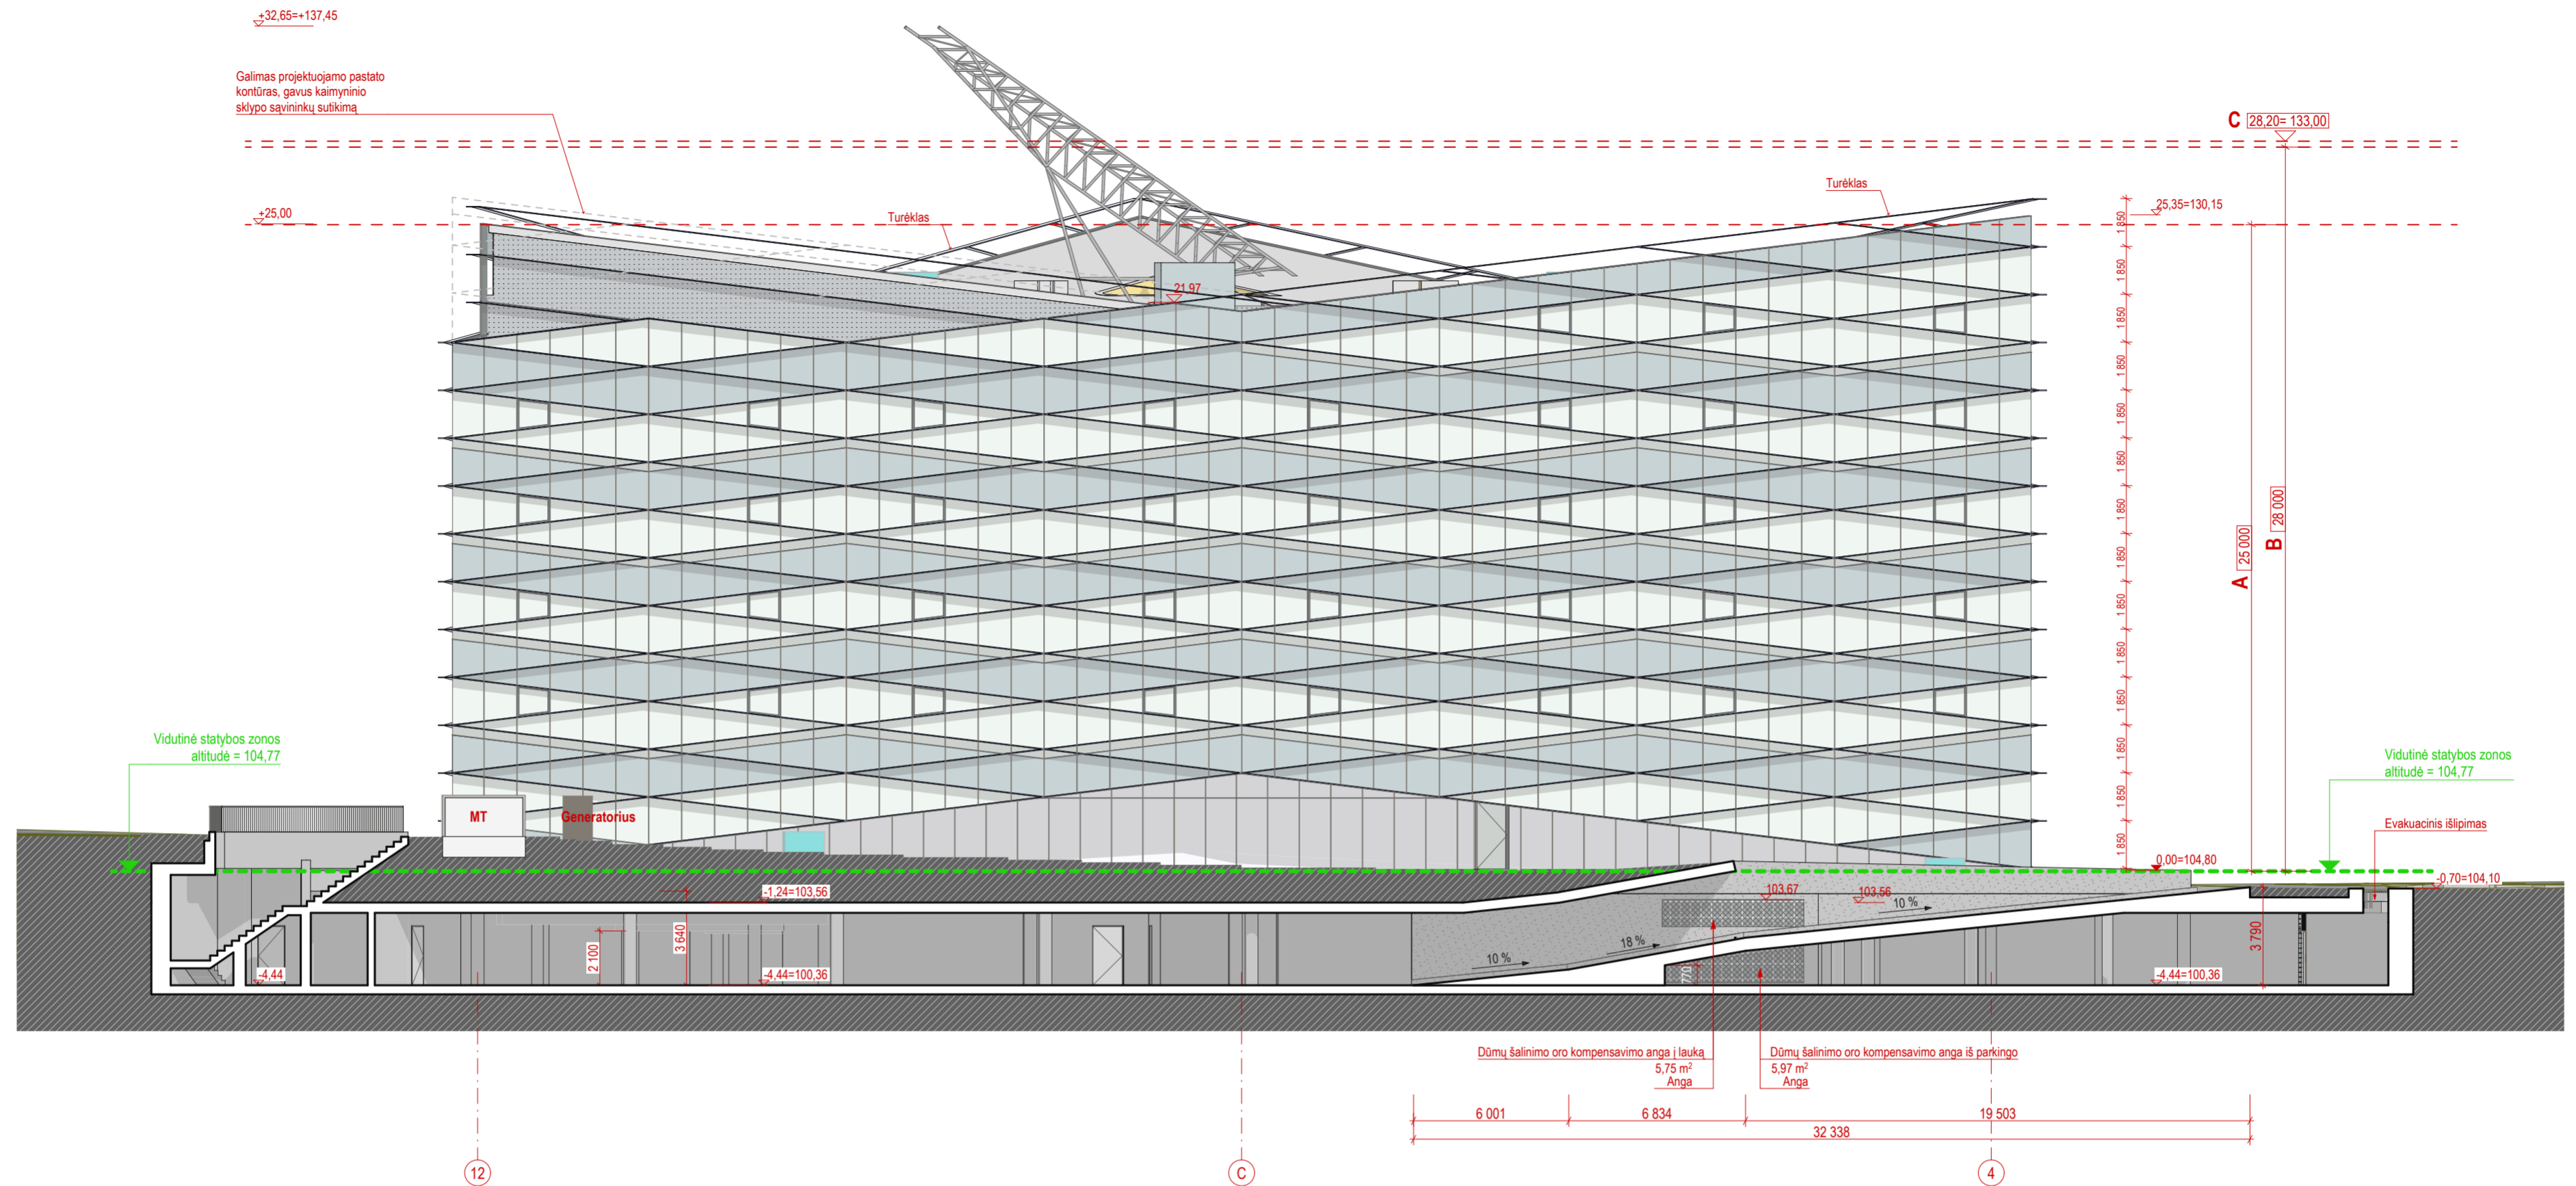 +32,65=+137,45
Galimas projektuojamo pastato
kontūras, gavus kaimyninio
sklypo sąvininkų sutikimą
C 28,20= 133,00
Turėklas
+25,00
Turėklas
25,35=130,15
21,97
1 850
1 850
1 850
1 850
1 850
1 850
1 850
1 850
1 850
1 850
1 850
1 850
1 850
1 850
A 25 000
B 28 000
Vidutinė statybos zonos
altitudė = 104,77
Vidutinė statybos zonos
altitudė = 104,77
MT
Generatorius
Evakuacinis išlipimas
0,00=104,80
-0,70=104,10
-1,24=103,56
103,67
103,56
10 %
18 %
10 %
2 100
3 640
3 790
770
-4,44
-4,44=100,36
-4,44=100,36
Dūmų šalinimo oro kompensavimo anga į lauką
5,75 m²
Anga
Dūmų šalinimo oro kompensavimo anga iš parkingo
5,97 m²
Anga
6 001
6 834
19 503
32 338
12
C
4